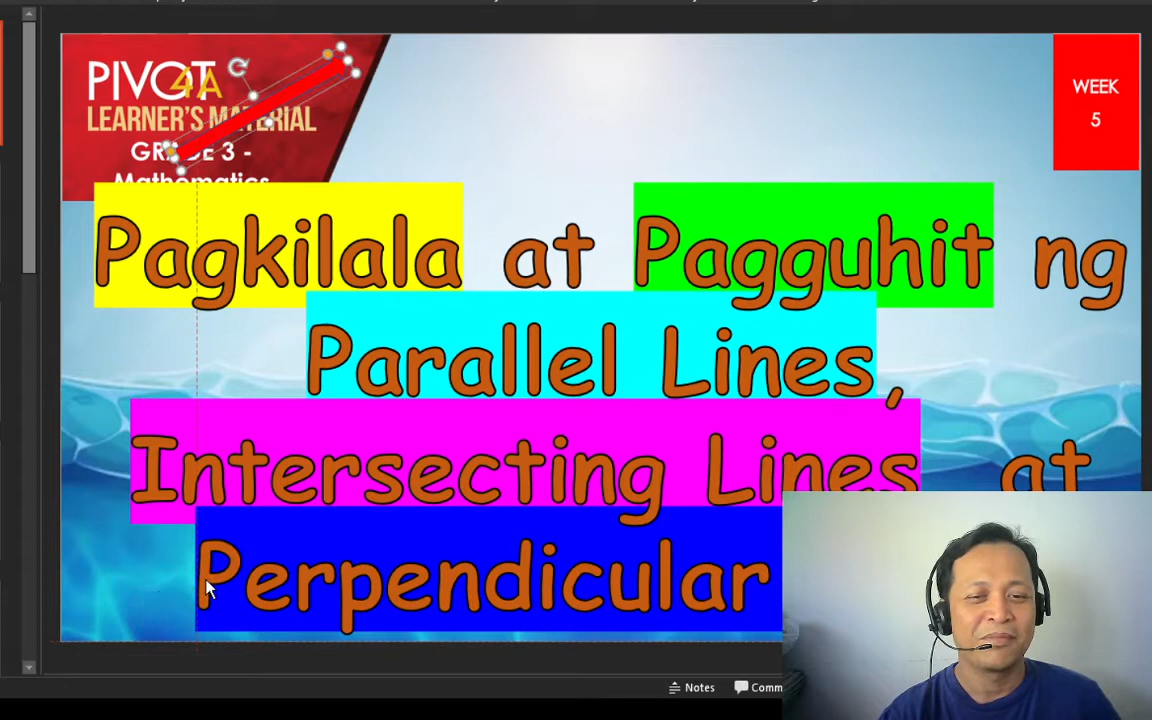 PIVOT
4A
LEARNER'S MATERIAL
GRADE 3 -
Mathematics
WEEK
5
Pagkilala at Pagguhit ng
Parallel Lines,
Intersecting Lines at
Perpendicular
Notes